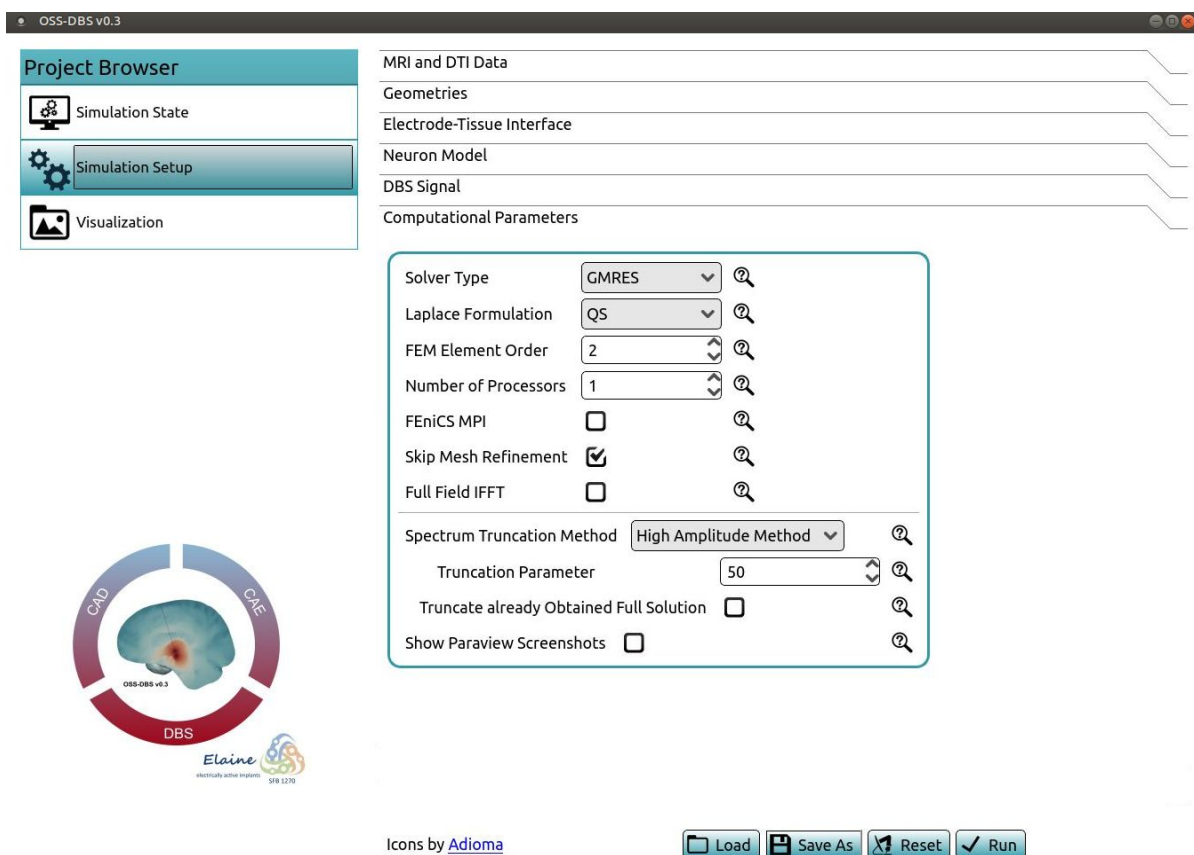 OSS-DBS v0.3
Project Browser
Simulation State
Simulation Setup
Visualization
MRI and DTI Data
Geometries
Electrode-Tissue Interface
Neuron Model
DBS Signal
Computational Parameters
Solver Type GMRES
Laplace Formulation QS
FEM Element Order 2
Number of Processors 1
FEniCS MPI
Skip Mesh Refinement
Full Field IFFT
Spectrum Truncation Method High Amplitude Method
Truncation Parameter 50
Truncate already Obtained Full Solution
Show Paraview Screenshots
CAD
CAE
OSS-DBS v0.3
DBS
Elaine
electrically active implants
SFB 1270
Icons by Adioma
Load Save As Reset Run